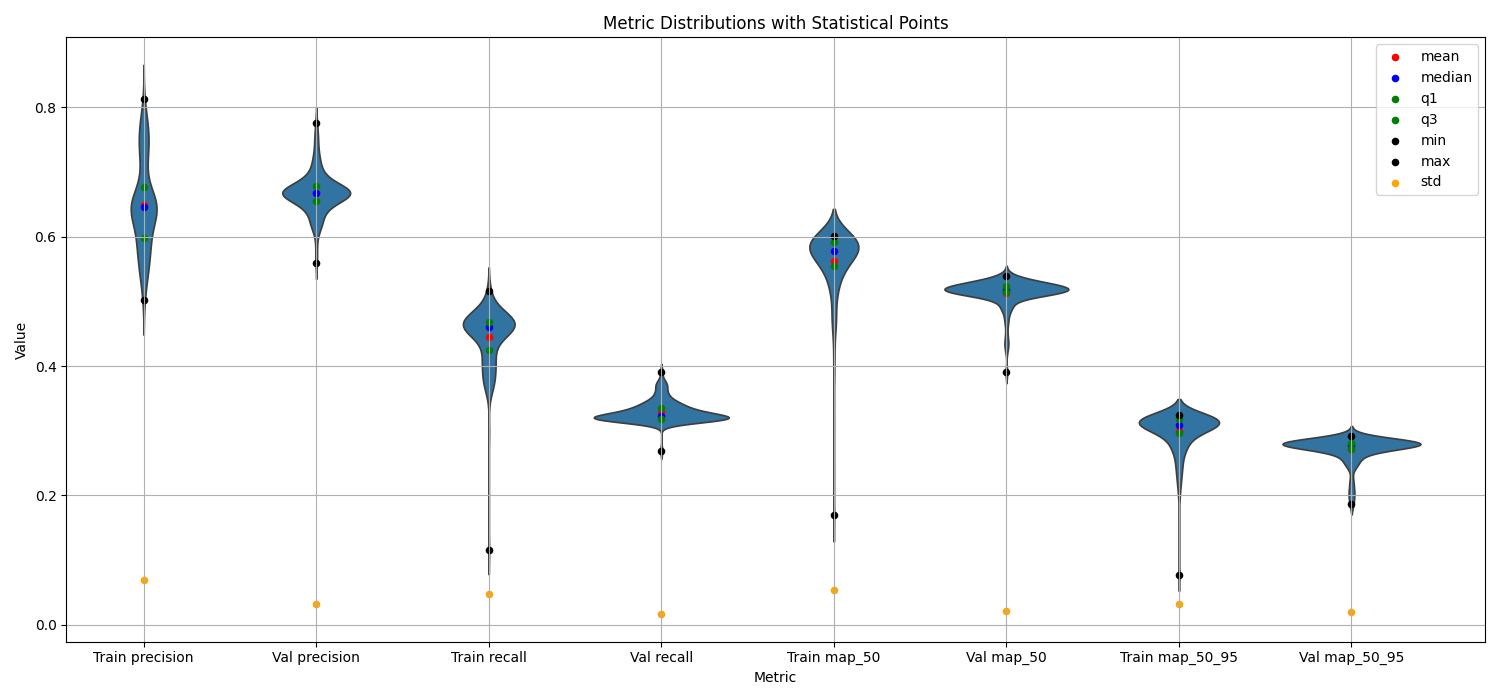 Metric Distributions with Statistical Points
mean
median
q1
q3
min
max
std
Value
0.8
0.6
0.4
0.2
0.0
Train precision
Val precision
Train recall
Val recall
Train map_50
Val map_50
Train map_50_95
Val map_50_95
Metric